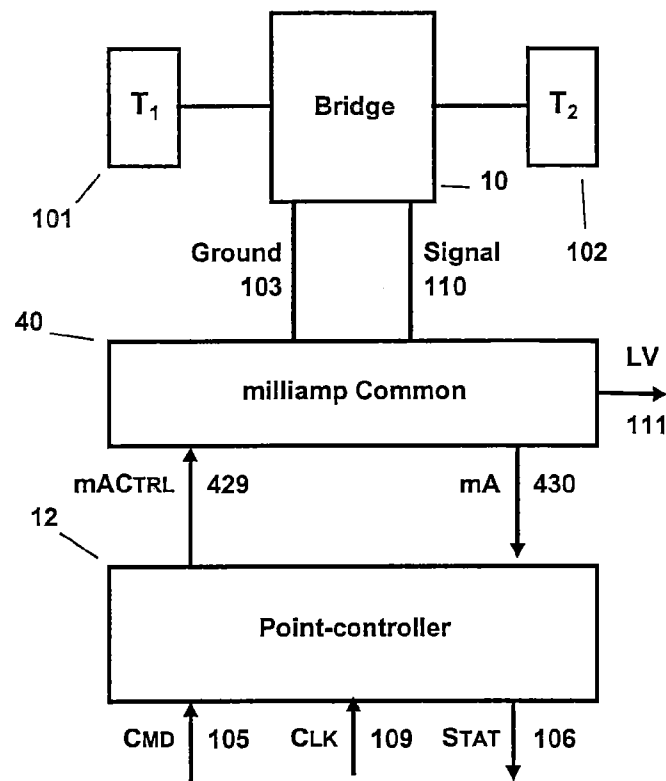 T1
Bridge
T2
101
10
102
Ground
103
Signal
110
40
milliamp Common
LV
111
mACTRL 429
mA 430
12
Point-controller
CMD 105
CLK 109
STAT 106